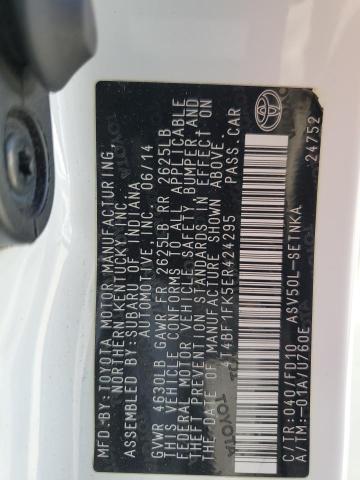 MFD.BY:TOYOTA MOTOR MANUFACTURING,
NORTHERN KENTUCKY, INC.
ASSEMBLED BY: SUBARU OF INDIANA
AUTOMOTIVE, INC. 06/14
GVWR 4630LB GAWR FR 2625LB RR 2625LB
THIS VEHICLE CONFORMS TO ALL APPLICABLE
FEDERAL MOTOR VEHICLE SAFETY, BUMPER, AND
THEFT PREVENTION STANDARDS IN EFFECT ON
THE DATE OF MANUFACTURE SHOWN ABOVE.
4BF1FK5ER424295 PASS.CAR
C/TR:040/FD10 ASV50L-SETNKA
A/TM:-01A/U760E 24752